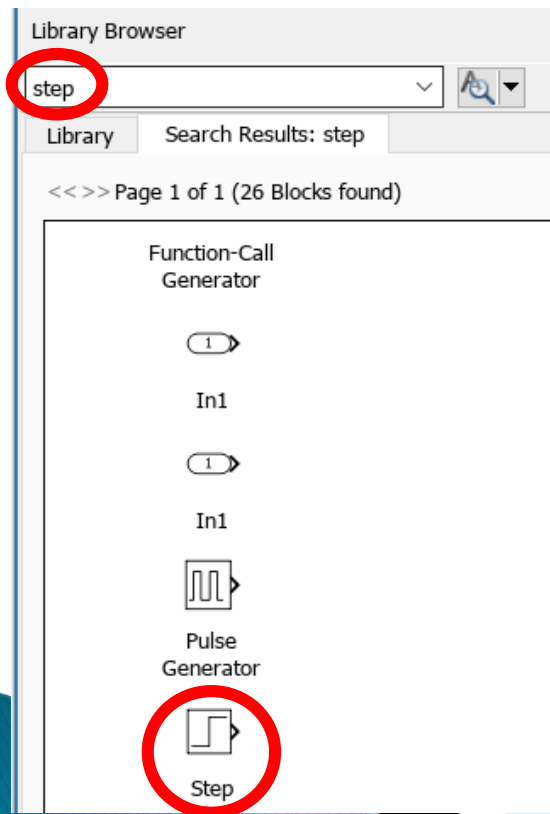 Library Browser
step
Library
Search Results: step
<< >> Page 1 of 1 (26 Blocks found)
Function-Call
Generator
1
In1
1
In1
Pulse
Generator
Step